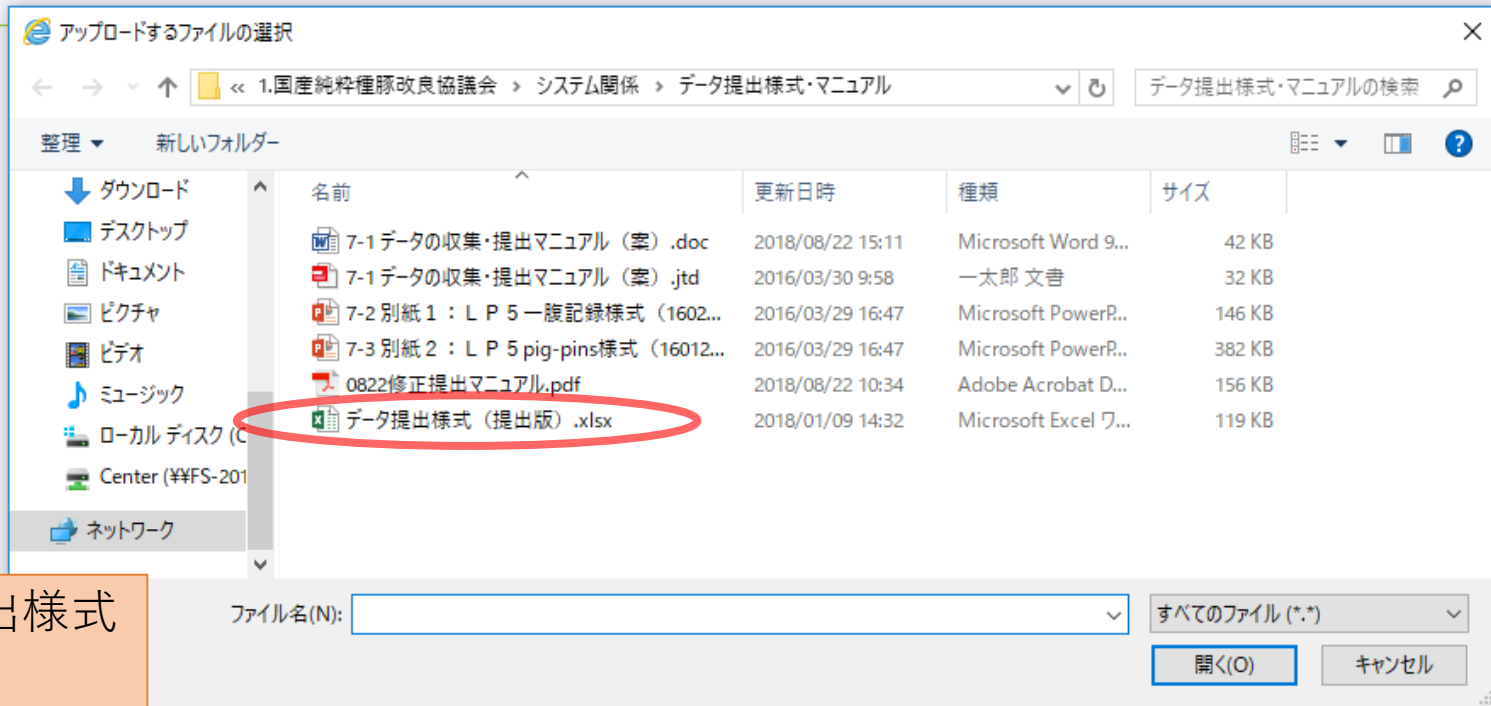 アップロードするファイルの選択
« 1.国産純粋種豚改良協議会 › システム関係 › データ提出様式・マニュアル
データ提出様式・マニュアルの検索
整理 新しいフォルダー
ダウンロード
デスクトップ
ドキュメント
ピクチャ
ビデオ
ミュージック
ローカル ディスク (C
Center (¥¥FS-201
ネットワーク
名前 更新日時 種類 サイズ
7-1 データの収集・提出マニュアル（案）.doc 2018/08/22 15:11 Microsoft Word 9... 42 KB
7-1 データの収集・提出マニュアル（案）.jtd 2016/03/30 9:58 一太郎 文書 32 KB
7-2 別紙１：ＬＰ５一腹記録様式（1602... 2016/03/29 16:47 Microsoft PowerP... 146 KB
7-3 別紙２：ＬＰ５pig-pins様式（16012... 2016/03/29 16:47 Microsoft PowerP... 382 KB
0822修正提出マニュアル.pdf 2018/08/22 10:34 Adobe Acrobat D... 156 KB
データ提出様式（提出版）.xlsx 2018/01/09 14:32 Microsoft Excel ワ... 119 KB
出様式
ファイル名(N): すべてのファイル (*.*)
開く(O) キャンセル